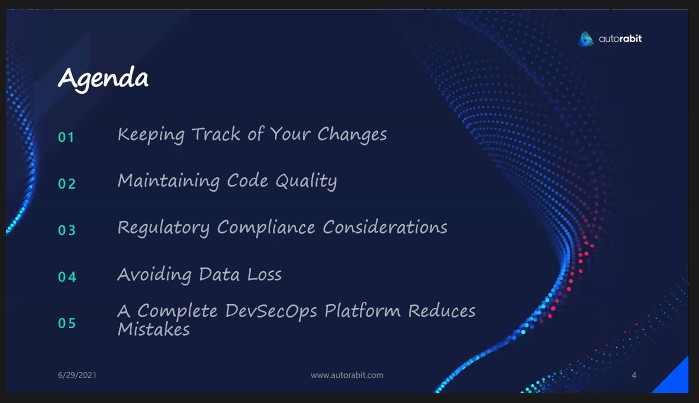 autorabit
Agenda
01 Keeping Track of Your Changes
02 Maintaining Code Quality
03 Regulatory Compliance Considerations
04 Avoiding Data Loss
05 A Complete DevSecOps Platform Reduces
Mistakes
6/29/2021 www.autorabit.com 4